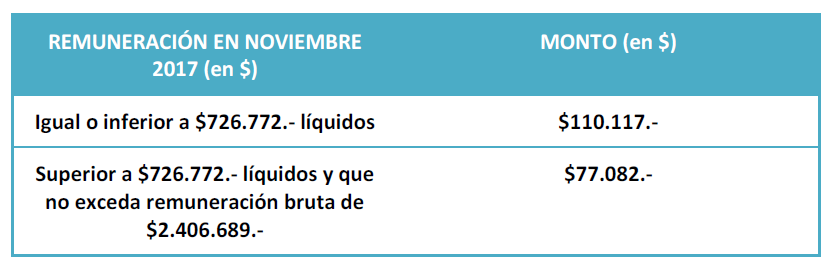 REMUNERACIÓN EN NOVIEMBRE
2017 (en $)
MONTO (en $)
Igual o inferior a $726.772.- líquidos
$110.117.-
Superior a $726.772.- líquidos y que
no exceda remuneración bruta de
$2.406.689.-
$77.082.-